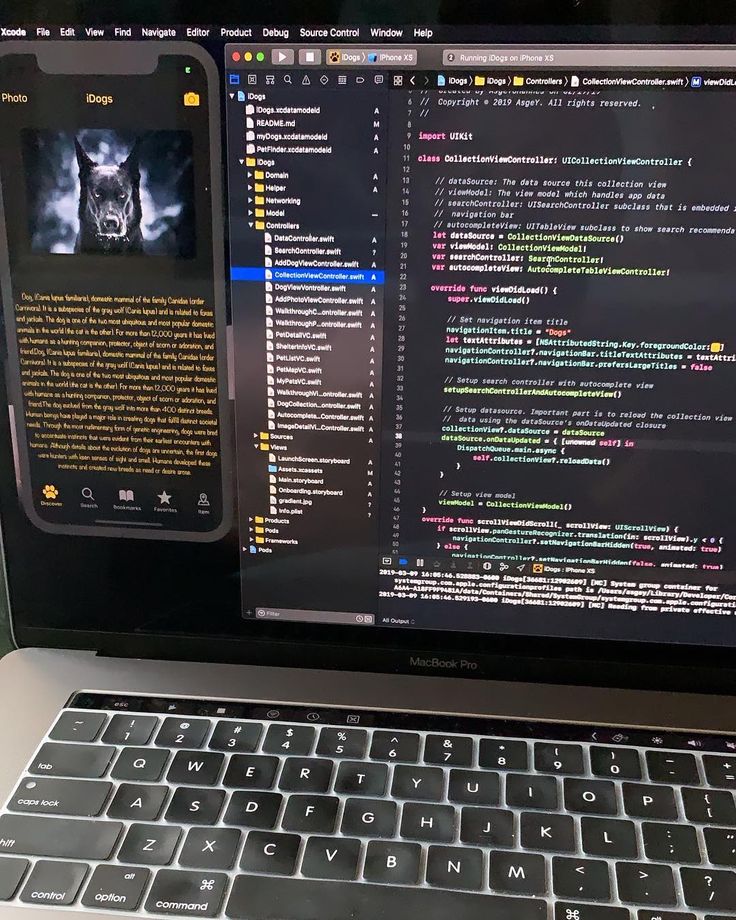 Xcode File Edit View Find Navigate Editor Product Debug Source Control Window Help
iDogs iPhone XS
2 Running iDogs on iPhone XS
iDogs iDogs Controllers CollectionViewController.swift M viewDidL
Photo iDogs
Dog, (Canis lupus familiaris), domestic mammal of the family Canidae (order
Carnivora). It is a subspecies of the gray wolf (Canis lupus) and is related to foxes
and jackals. The dog is one of the two most ubiquitous and most popular domestic
animals in the world (the cat is the other). For more than 12,000 years it has lived
with humans as a hunting companion, protector, object of scorn or adoration, and
friend.Dog, (Canis lupus familiaris), domestic mammal of the family Canidae (order
Carnivora). It is a subspecies of the gray wolf (Canis lupus) and is related to foxes
and jackals. The dog is one of the two most ubiquitous and most popular domestic
animals in the world (the cat is the other). For more than 12,000 years it has lived
with humans as a hunting companion, protector, object of scorn or adoration, and
friend.The dog evolved from the gray wolf into more than 400 distinct breeds.
Human beings have played a major role in creating dogs that fulfill distinct societal
needs. Through the most rudimentary form of genetic engineering, dogs were bred
to accentuate instincts that were evident from their earliest encounters with
humans. Although details about the evolution of dogs are uncertain, the first dogs
were hunters with keen senses of sight and smell. Humans developed these
instincts and created new breeds as need or desire arose.
Discover Search bookmarks Favorites Item
iDogs
iDogs.xcdatamodeld A
README.md M
myDogs.xcdatamodeld A
PetFinder.xcdatamodeld A
iDogs
Domain A
Helper A
Networking
Model
Controllers
DataController.swift A
SearchController.swift ?
AddDogViewController.swift A
CollectionViewController.swift A
DogViewVontroller.swift A
AddPhotoViewController.swift A
WalkthroughC...ontroller.swift A
WalkthroughP...ontroller.swift A
PetDetailVC.swift A
ShelterInfoVC.swift A
PetListVC.swift A
PetMapVC.swift A
MyPetsVC.swift A
WalkthroughVi...ontroller.swift A
DogCollection...ontroller.swift A
Autocomplete...ontroller.swift A
ImageDetailVi...Controller.swift A
Sources
Views
LaunchScreen.storyboard A
Assets.xcassets M
Main.storyboard A
Onboarding.storyboard A
gradient.jpg ?
Info.plist ?
Products
Pods
Frameworks
Pods
Filter
6 // Copyright © 2019 AsgeY. All rights reserved.
7 //
import UIKit
class CollectionViewController: UICollectionViewController {
// dataSource: The data source this collection view
// viewModel: The view model which handles app data
// searchController: UISearchController subclass that is embedded i
// navigation bar
// autocompleteView: UITableView subclass to show search recommenda
let dataSource = CollectionViewDataSource()
var viewModel: CollectionViewModel!
var searchController: SearchController!
var autocompleteView: AutocompleteTableViewController!
override func viewDidLoad() {
super.viewDidLoad()
// Set navigation item title
navigationItem.title = "Dogs"
let textAttributes = [NSAttributedString.Key.foregroundColor: ]
navigationController?.navigationBar.titleTextAttributes = textAttri
navigationController?.navigationBar.prefersLargeTitles = false
// Setup search controller with autocomplete view
setupSearchControllerAndAutocompleteView()
// Setup datasource. Important part is to reload the collection view
// data using the dataSource's onDataUpdated closure
collectionView?.dataSource = dataSource
dataSource.onDataUpdated = { [unowned self] in
DispatchQueue.main.async {
self.collectionView?.reloadData()
}
}
// Setup view model
viewModel = CollectionViewModel()
}
override func scrollViewDidScroll(_ scrollView: UIScrollView) {
if scrollView.panGestureRecognizer.translation(in: scrollView).y < 0 {
navigationController?.setNavigationBarHidden(true, animated: true)
} else {
navigationController?.setNavigationBarHidden(false, animated: true)
iDogs iPhone XS
2019-03-09 16:05:46.528883-0600 iDogs[36681:12982609] [MC] System group container for
systemgroup.com.apple.configurationprofiles path is /Users/asgey/Library/Developer/Cor
2019-03-09 16:05:46.529193-0600 iDogs[36681:12982609] [MC] Reading from private effective
All Output
MacBook Pro
esc
~ ` ! 1 @ 2 # 3 $ 4 % 5 ^ 6 & 7 * 8 ( 9 ) 0 _ - + =
tab Q W E R T Y U I O P { [
caps lock A S D F G H J K L : ; " '
shift Z X C V B N M < , > . ? /
control alt option ⌘ command ⌘